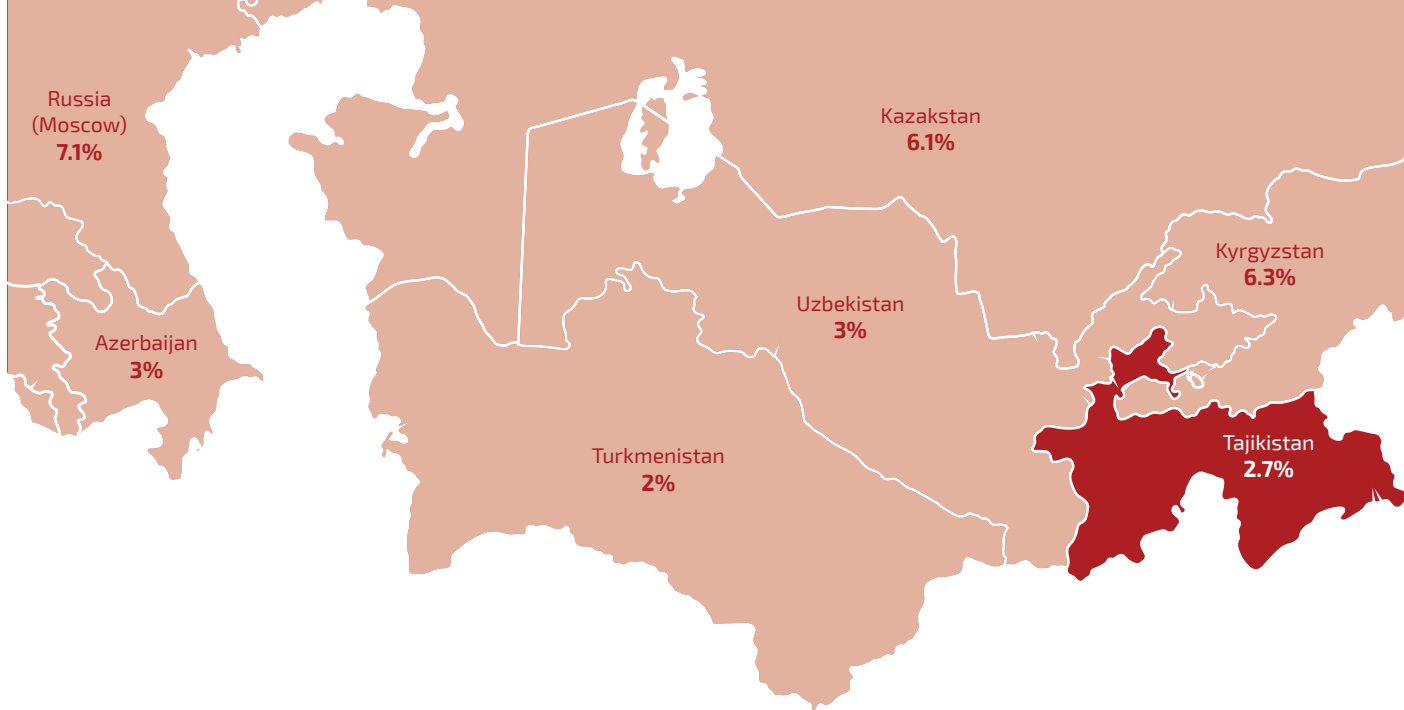 Russia
(Moscow)
7.1%
Kazakstan
6.1%
Kyrgyzstan
6.3%
Uzbekistan
3%
Azerbaijan
3%
Tajikistan
2.7%
Turkmenistan
2%